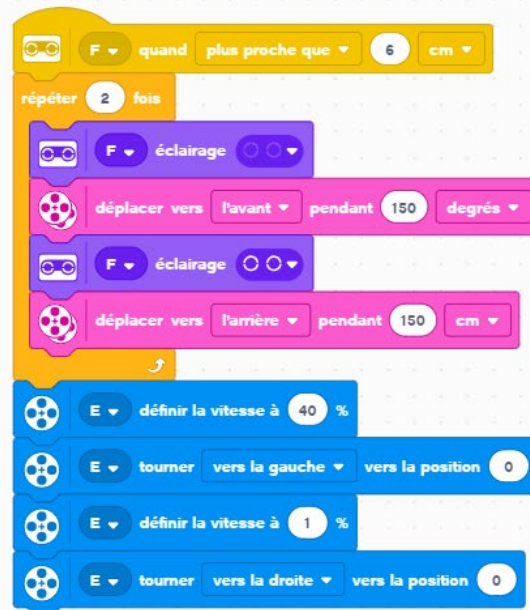 F quand plus proche que 6 cm
répéter 2 fois
F éclairage
déplacer vers l'avant pendant 150 degrés
F éclairage
déplacer vers l'arrière pendant 150 cm
E définir la vitesse à 40 %
E tourner vers la gauche vers la position 0
E définir la vitesse à 1 %
E tourner vers la droite vers la position 0